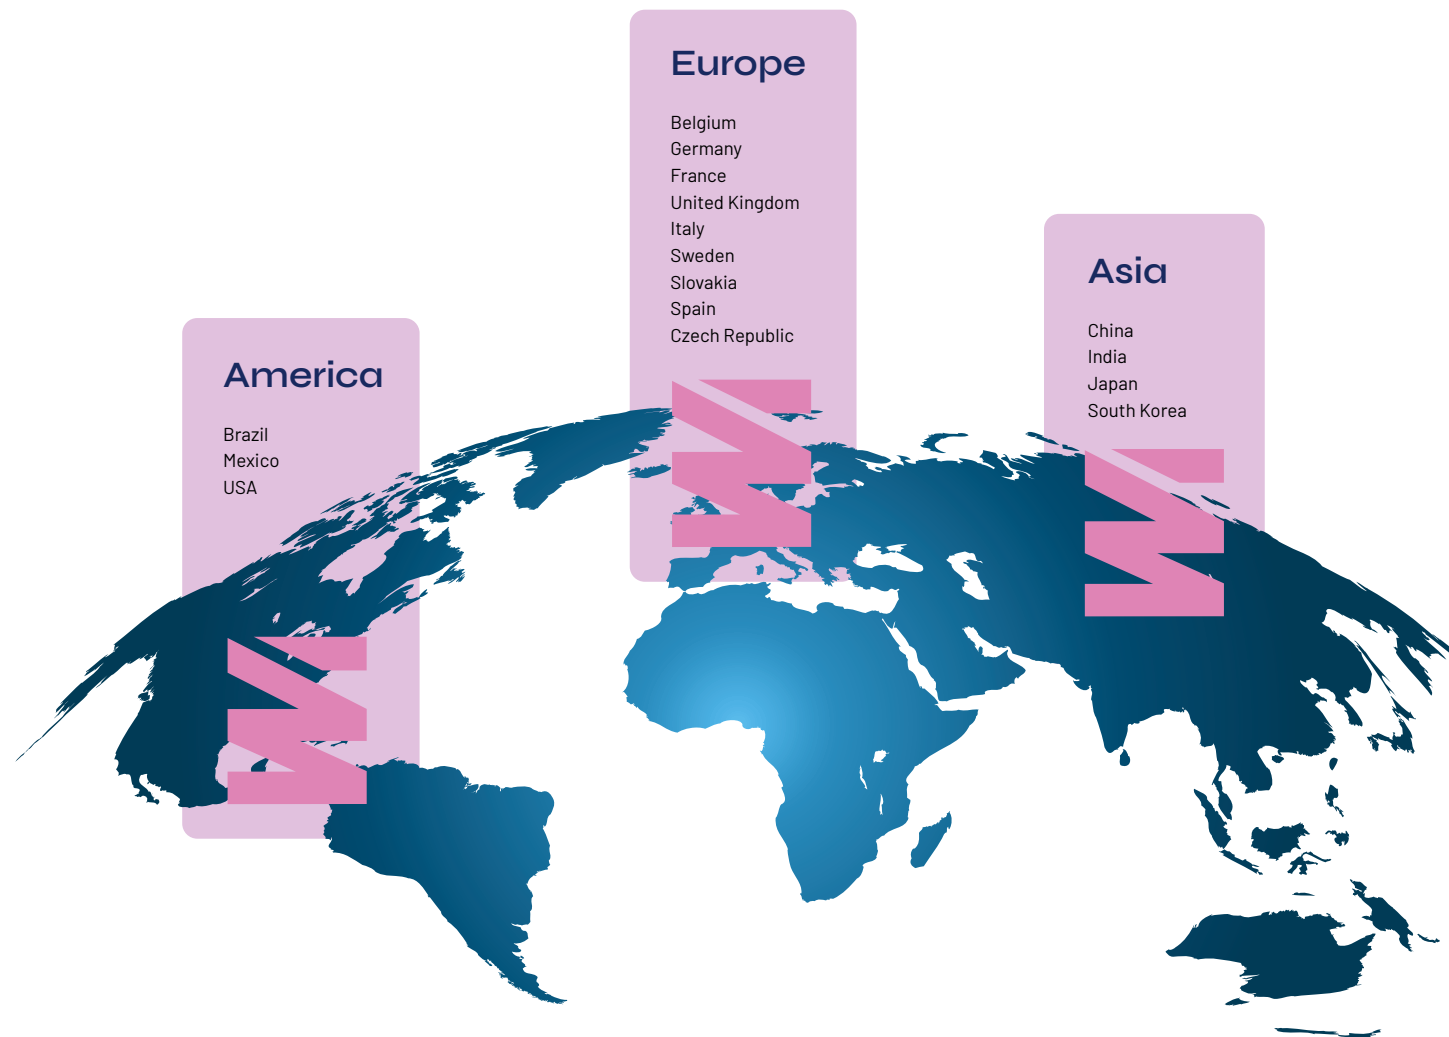 Europe
Belgium
Germany
France
United Kingdom
Italy
Sweden
Slovakia
Spain
Czech Republic
Asia
China
India
Japan
South Korea
America
Brazil
Mexico
USA